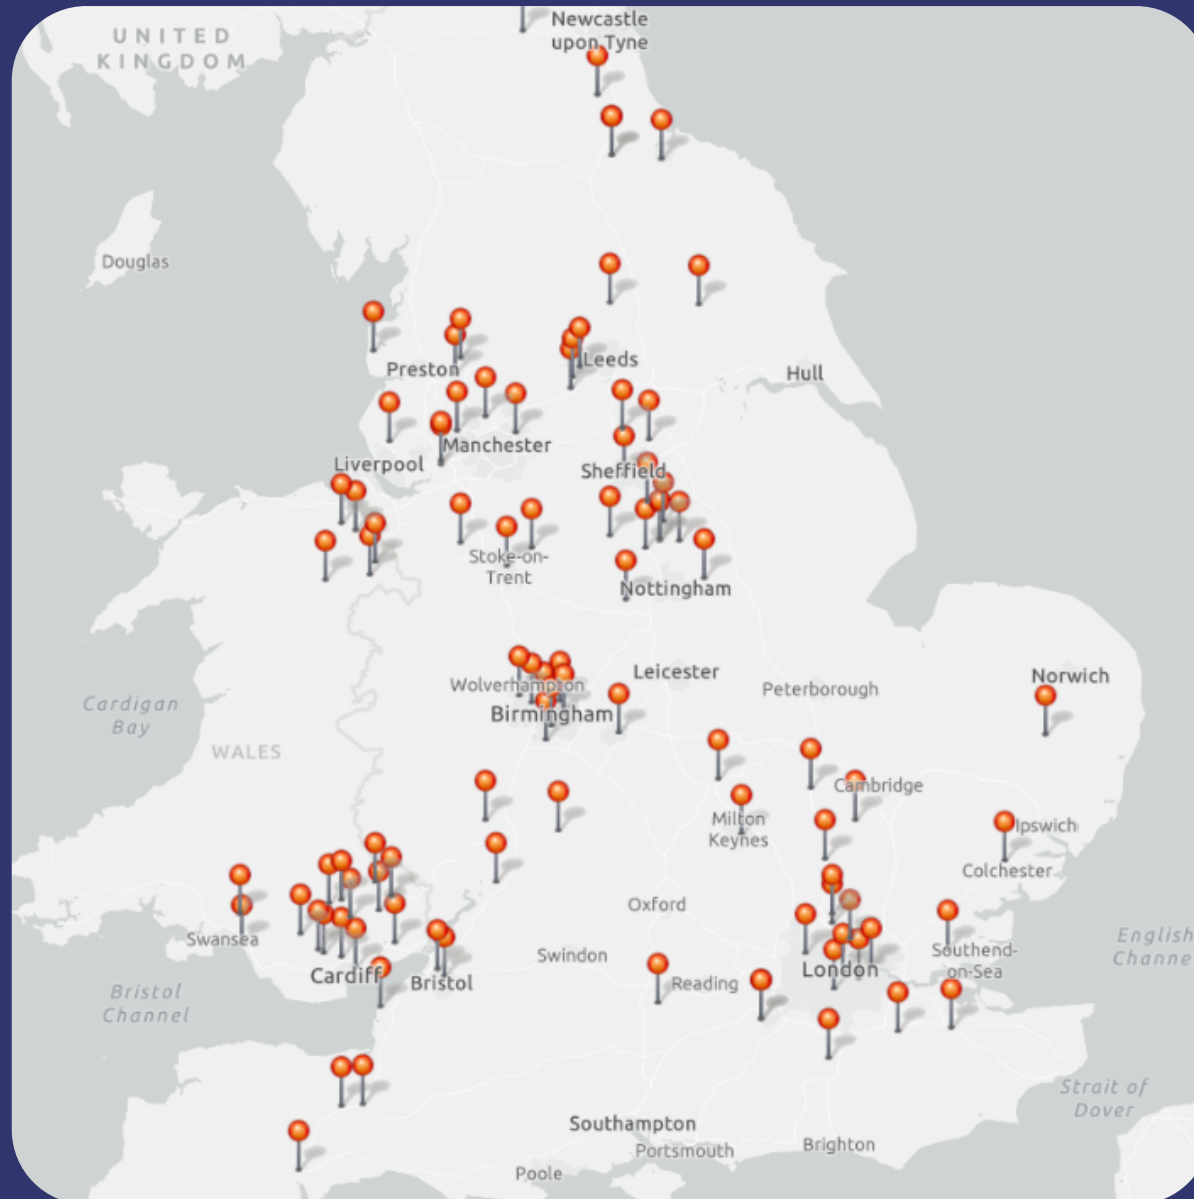 Newcastle
upon Tyne
UNITED
KINGDOM
Douglas
Preston
Leeds
Hull
Manchester
Liverpool
Sheffield
Stoke-on-
Trent
Nottingham
Leicester
Norwich
Wolverhampton
Peterborough
Birmingham
Cardigan
Bay
WALES
Cambridge
Milton
Keynes
Ipswich
Colchester
Oxford
Swansea
Southend-
on-Sea
English
Channe
Swindon
London
Cardiff
Bristol
Reading
Bristol
Channel
Strait of
Dover
Southampton
Portsmouth
Brighton
Poole